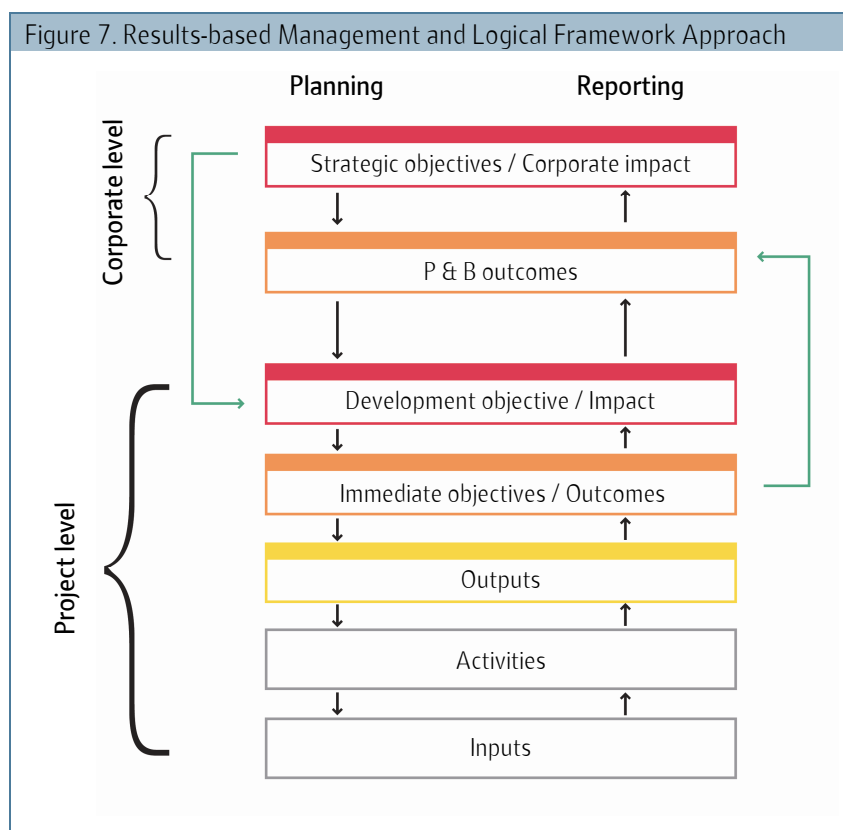 Figure 7. Results-based Management and Logical Framework Approach
Planning
Reporting
Corporate level
Strategic objectives / Corporate impact
P & B outcomes
Project level
Development objective / Impact
Immediate objectives / Outcomes
Outputs
Activities
Inputs